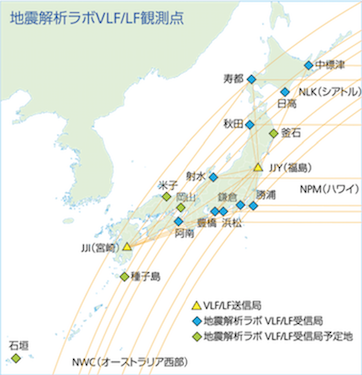 地震解析ラボVLF/LF観測点
中標津
寿都
NLK(シアトル)
日高
秋田
釜石
射水
JJY(福島)
米子
岡山
鎌倉
勝浦
NPM(ハワイ)
豊橋
浜松
阿南
JJI(宮崎)
種子島
VLF/LF送信局
地震解析ラボ VLF/LF受信局
地震解析ラボ VLF/LF受信局予定地
石垣
NWC(オーストラリア西部)